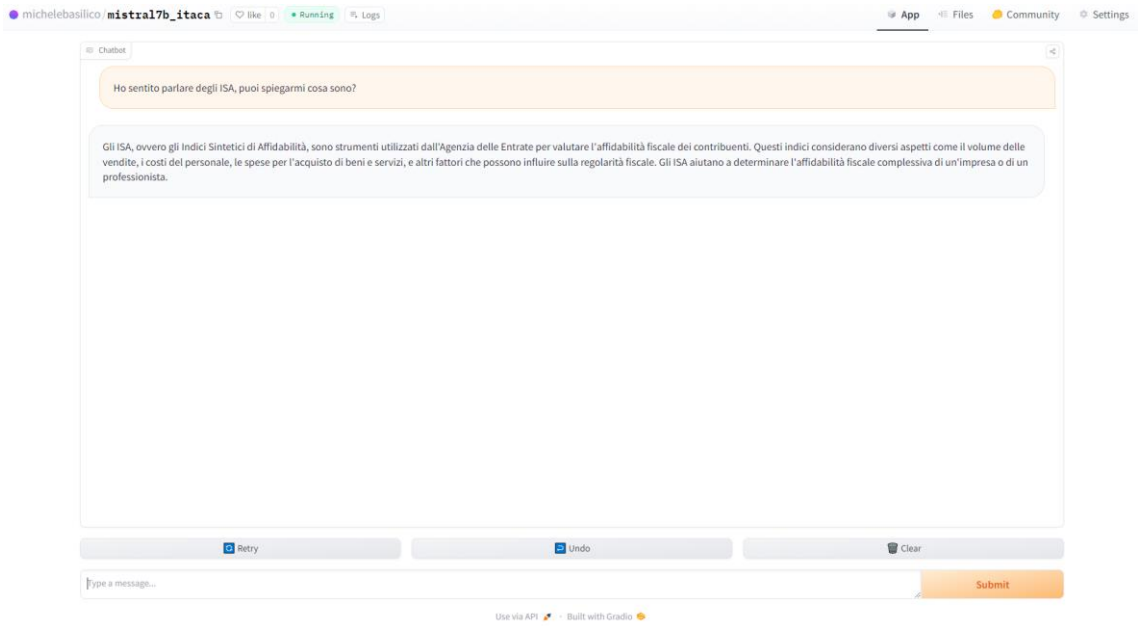 michelebasilico/mistral7b_itaca like 0 Running Logs App Files Community Settings
Chatbot
Ho sentito parlare degli ISA, puoi spiegarmi cosa sono?
Gli ISA, ovvero gli Indici Sintetici di Affidabilità, sono strumenti utilizzati dall'Agenzia delle Entrate per valutare l'affidabilità fiscale dei contribuenti. Questi indici considerano diversi aspetti come il volume delle
vendite, i costi del personale, le spese per l'acquisto di beni e servizi, e altri fattori che possono influire sulla regolarità fiscale. Gli ISA aiutano a determinare l'affidabilità fiscale complessiva di un'impresa o di un
professionista.
Retry Undo Clear
Type a message... Submit
Use via API · Built with Gradio